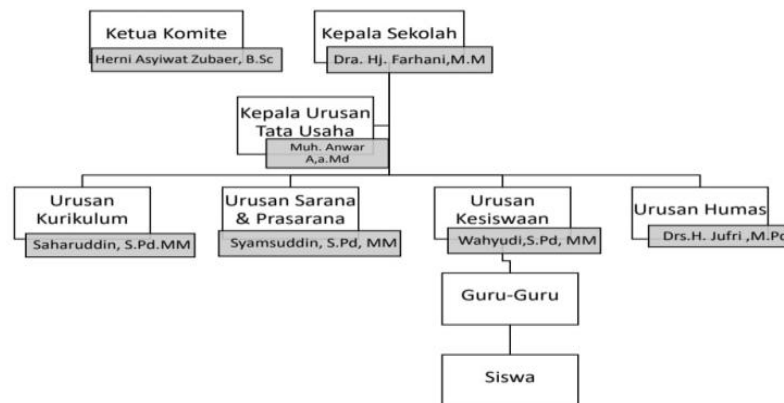 Ketua Komite
Herni Asyiwat Zubaer, B.Sc
Kepala Sekolah
Dra. Hj. Farhani,M.M
Kepala Urusan
Tata Usaha
Muh. Anwar
A,a.Md
Urusan
Kurikulum
Saharuddin, S.Pd.MM
Urusan Sarana
& Prasarana
Syamsuddin, S.Pd, MM
Urusan
Kesiswaan
Wahyudi,S.Pd, MM
Urusan Humas
Drs.H. Jufri ,M.Pd
Guru-Guru
Siswa